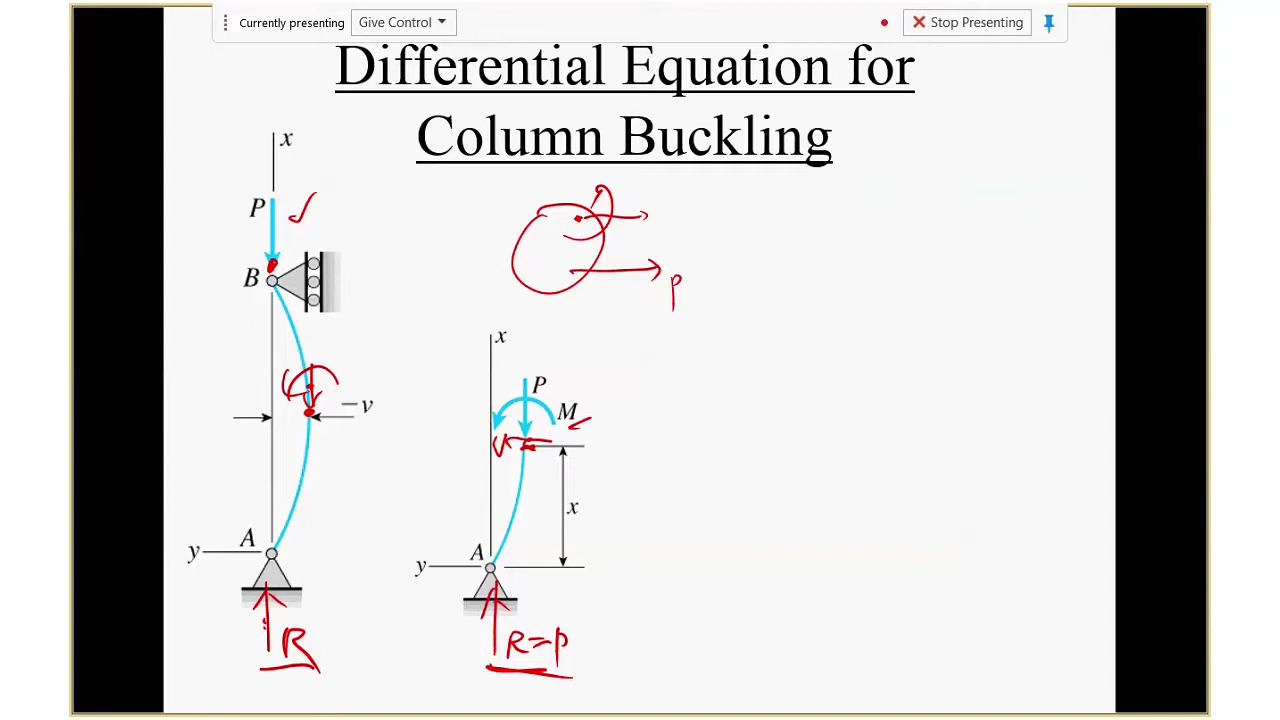 Currently presenting Give Control Stop Presenting
Differential Equation for
Column Buckling
x
P
B
P
x
P
M
−v
V
x
A
y
A
y
R
R=P